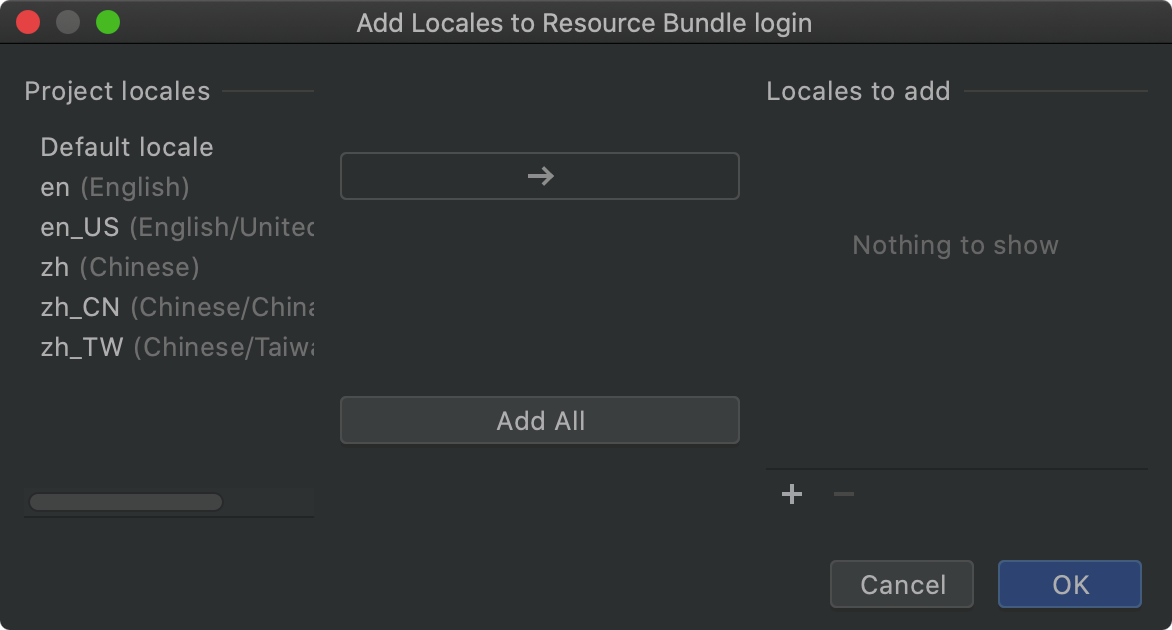 Add Locales to Resource Bundle login
Project locales
Default locale
en (English)
en_US (English/United
zh (Chinese)
zh_CN (Chinese/China
zh_TW (Chinese/Taiwa
→
Add All
Locales to add
Nothing to show
Cancel
OK